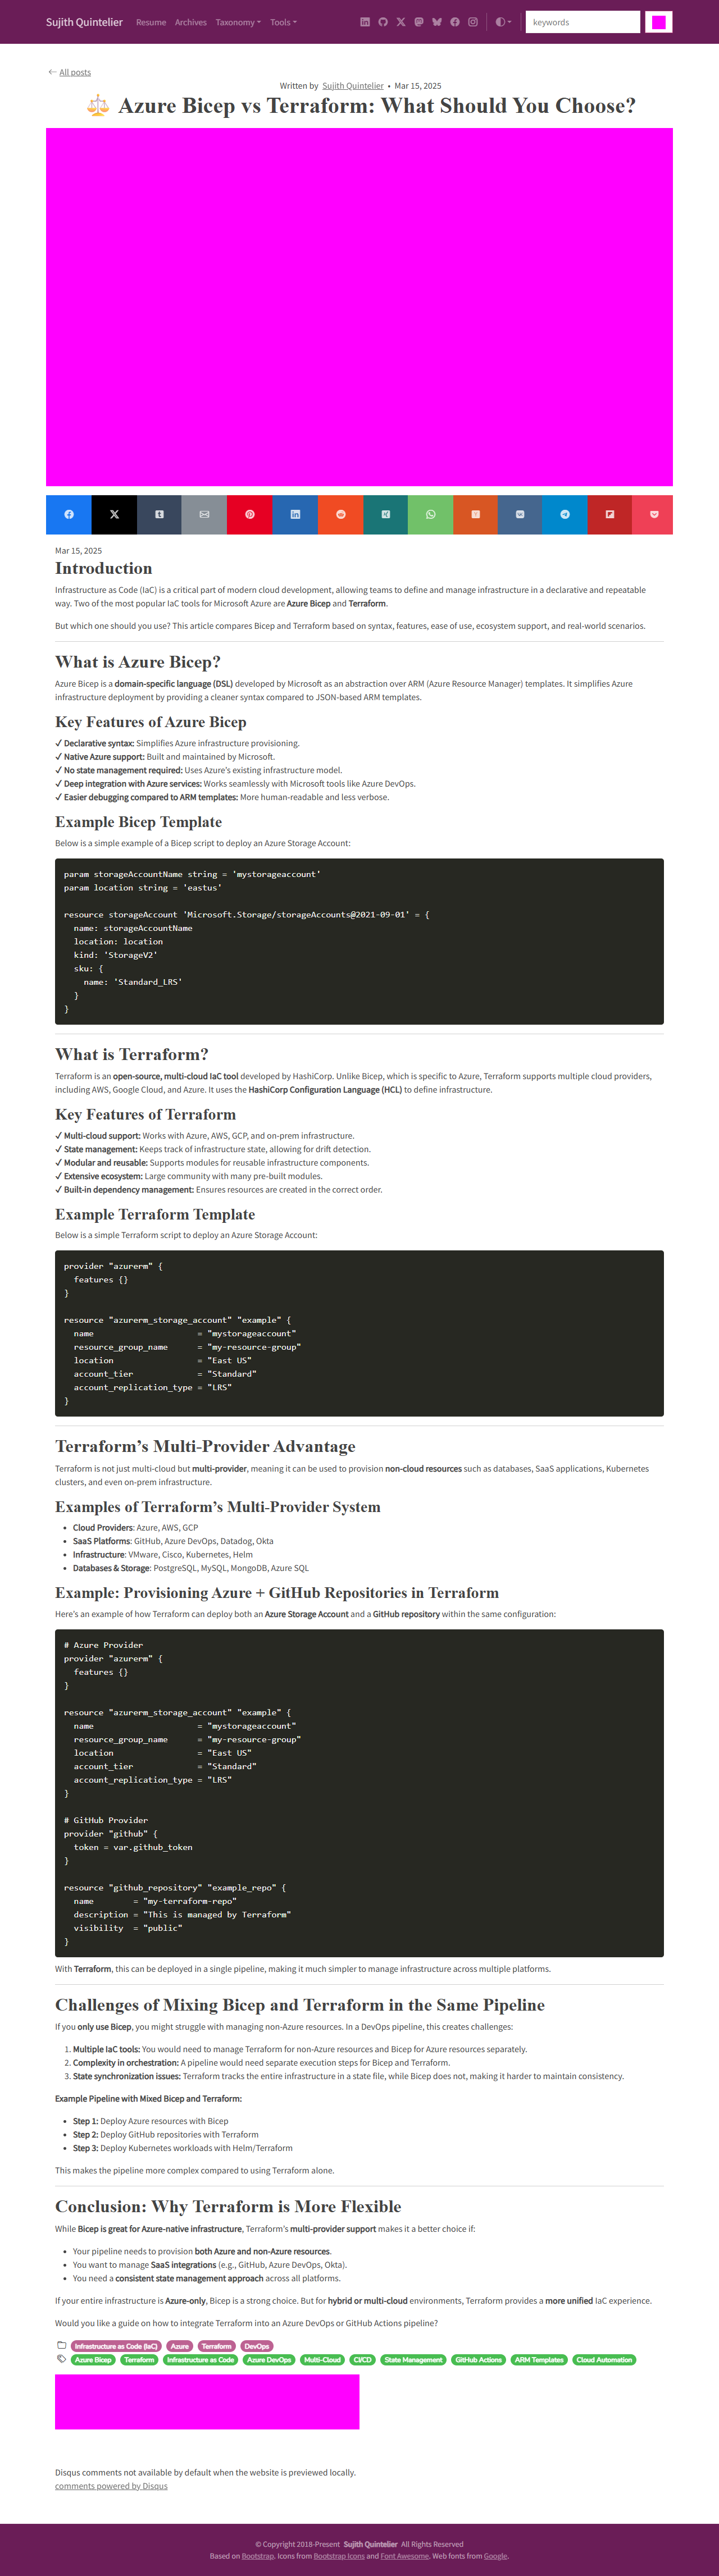 Sujith Quintelier Resume Archives Taxonomy Tools keywords
All posts
Written by Sujith Quintelier • Mar 15, 2025
⚖️ Azure Bicep vs Terraform: What Should You Choose?
Mar 15, 2025
Introduction
Infrastructure as Code (IaC) is a critical part of modern cloud development, allowing teams to define and manage infrastructure in a declarative and repeatable
way. Two of the most popular IaC tools for Microsoft Azure are Azure Bicep and Terraform.
But which one should you use? This article compares Bicep and Terraform based on syntax, features, ease of use, ecosystem support, and real-world scenarios.
What is Azure Bicep?
Azure Bicep is a domain-specific language (DSL) developed by Microsoft as an abstraction over ARM (Azure Resource Manager) templates. It simplifies Azure
infrastructure deployment by providing a cleaner syntax compared to JSON-based ARM templates.
Key Features of Azure Bicep
✓ Declarative syntax: Simplifies Azure infrastructure provisioning.
✓ Native Azure support: Built and maintained by Microsoft.
✓ No state management required: Uses Azure's existing infrastructure model.
✓ Deep integration with Azure services: Works seamlessly with Microsoft tools like Azure DevOps.
✓ Easier debugging compared to ARM templates: More human-readable and less verbose.
Example Bicep Template
Below is a simple example of a Bicep script to deploy an Azure Storage Account:
param storageAccountName string = 'mystorageaccount'
param location string = 'eastus'
resource storageAccount 'Microsoft.Storage/storageAccounts@2021-09-01' = {
  name: storageAccountName
  location: location
  kind: 'StorageV2'
  sku: {
    name: 'Standard_LRS'
  }
}
What is Terraform?
Terraform is an open-source, multi-cloud IaC tool developed by HashiCorp. Unlike Bicep, which is specific to Azure, Terraform supports multiple cloud providers,
including AWS, Google Cloud, and Azure. It uses the HashiCorp Configuration Language (HCL) to define infrastructure.
Key Features of Terraform
✓ Multi-cloud support: Works with Azure, AWS, GCP, and on-prem infrastructure.
✓ State management: Keeps track of infrastructure state, allowing for drift detection.
✓ Modular and reusable: Supports modules for reusable infrastructure components.
✓ Extensive ecosystem: Large community with many pre-built modules.
✓ Built-in dependency management: Ensures resources are created in the correct order.
Example Terraform Template
Below is a simple Terraform script to deploy an Azure Storage Account:
provider "azurerm" {
  features {}
}
resource "azurerm_storage_account" "example" {
  name                     = "mystorageaccount"
  resource_group_name      = "my-resource-group"
  location                 = "East US"
  account_tier             = "Standard"
  account_replication_type = "LRS"
}
Terraform's Multi-Provider Advantage
Terraform is not just multi-cloud but multi-provider, meaning it can be used to provision non-cloud resources such as databases, SaaS applications, Kubernetes
clusters, and even on-prem infrastructure.
Examples of Terraform's Multi-Provider System
• Cloud Providers: Azure, AWS, GCP
• SaaS Platforms: GitHub, Azure DevOps, Datadog, Okta
• Infrastructure: VMware, Cisco, Kubernetes, Helm
• Databases & Storage: PostgreSQL, MySQL, MongoDB, Azure SQL
Example: Provisioning Azure + GitHub Repositories in Terraform
Here's an example of how Terraform can deploy both an Azure Storage Account and a GitHub repository within the same configuration:
# Azure Provider
provider "azurerm" {
  features {}
}
resource "azurerm_storage_account" "example" {
  name                     = "mystorageaccount"
  resource_group_name      = "my-resource-group"
  location                 = "East US"
  account_tier             = "Standard"
  account_replication_type = "LRS"
}
# GitHub Provider
provider "github" {
  token = var.github_token
}
resource "github_repository" "example_repo" {
  name        = "my-terraform-repo"
  description = "This is managed by Terraform"
  visibility  = "public"
}
With Terraform, this can be deployed in a single pipeline, making it much simpler to manage infrastructure across multiple platforms.
Challenges of Mixing Bicep and Terraform in the Same Pipeline
If you only use Bicep, you might struggle with managing non-Azure resources. In a DevOps pipeline, this creates challenges:
1. Multiple IaC tools: You would need to manage Terraform for non-Azure resources and Bicep for Azure resources separately.
2. Complexity in orchestration: A pipeline would need separate execution steps for Bicep and Terraform.
3. State synchronization issues: Terraform tracks the entire infrastructure in a state file, while Bicep does not, making it harder to maintain consistency.
Example Pipeline with Mixed Bicep and Terraform:
• Step 1: Deploy Azure resources with Bicep
• Step 2: Deploy GitHub repositories with Terraform
• Step 3: Deploy Kubernetes workloads with Helm/Terraform
This makes the pipeline more complex compared to using Terraform alone.
Conclusion: Why Terraform is More Flexible
While Bicep is great for Azure-native infrastructure, Terraform's multi-provider support makes it a better choice if:
• Your pipeline needs to provision both Azure and non-Azure resources.
• You want to manage SaaS integrations (e.g., GitHub, Azure DevOps, Okta).
• You need a consistent state management approach across all platforms.
If your entire infrastructure is Azure-only, Bicep is a strong choice. But for hybrid or multi-cloud environments, Terraform provides a more unified IaC experience.
Would you like a guide on how to integrate Terraform into an Azure DevOps or GitHub Actions pipeline?
Infrastructure as Code (IaC) Azure Terraform DevOps
Azure Bicep Terraform Infrastructure as Code Azure DevOps Multi-Cloud CI/CD State Management GitHub Actions ARM Templates Cloud Automation
Disqus comments not available by default when the website is previewed locally.
comments powered by Disqus
© Copyright 2018-Present Sujith Quintelier All Rights Reserved
Based on Bootstrap. Icons from Bootstrap Icons and Font Awesome. Web fonts from Google.